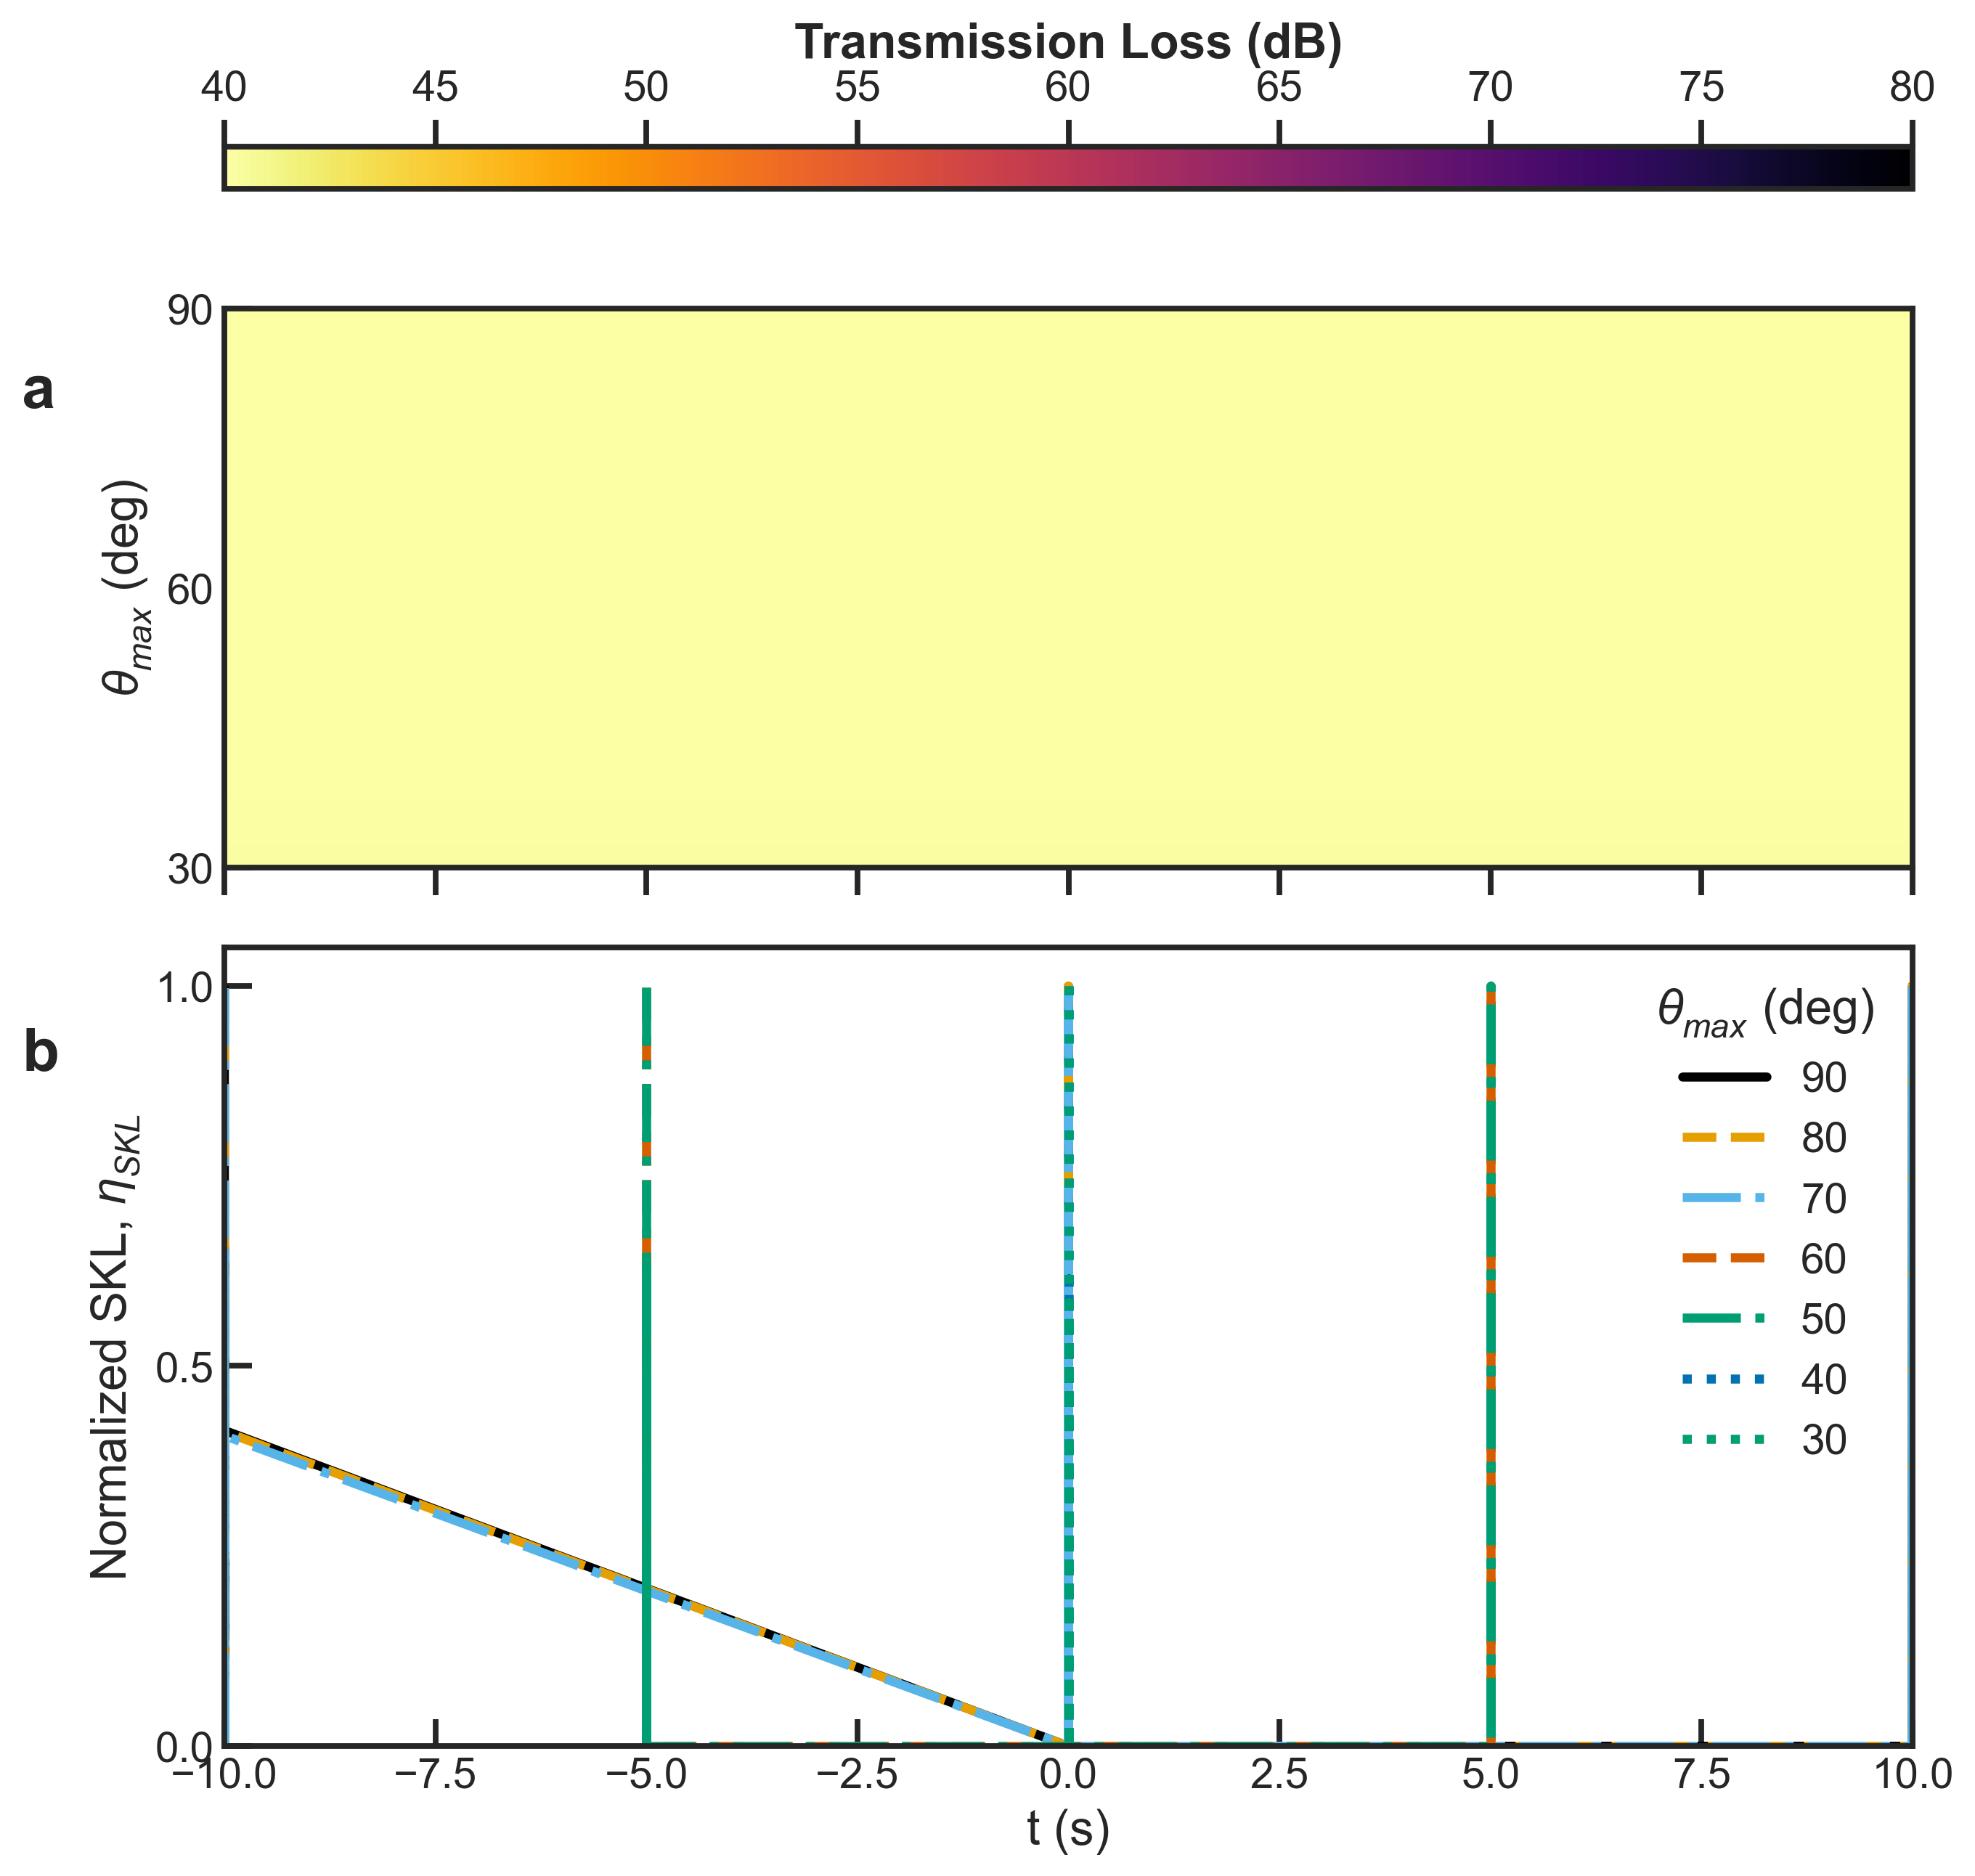 Transmission Loss (dB)
40 45 50 55 60 65 70 75 80
a
θmax (deg)
90
60
30
b
Normalized SKL, ηSKL
1.0
0.5
0.0
−10.0 −7.5 −5.0 −2.5 0.0 2.5 5.0 7.5 10.0
t (s)
θmax (deg)
90
80
70
60
50
40
30